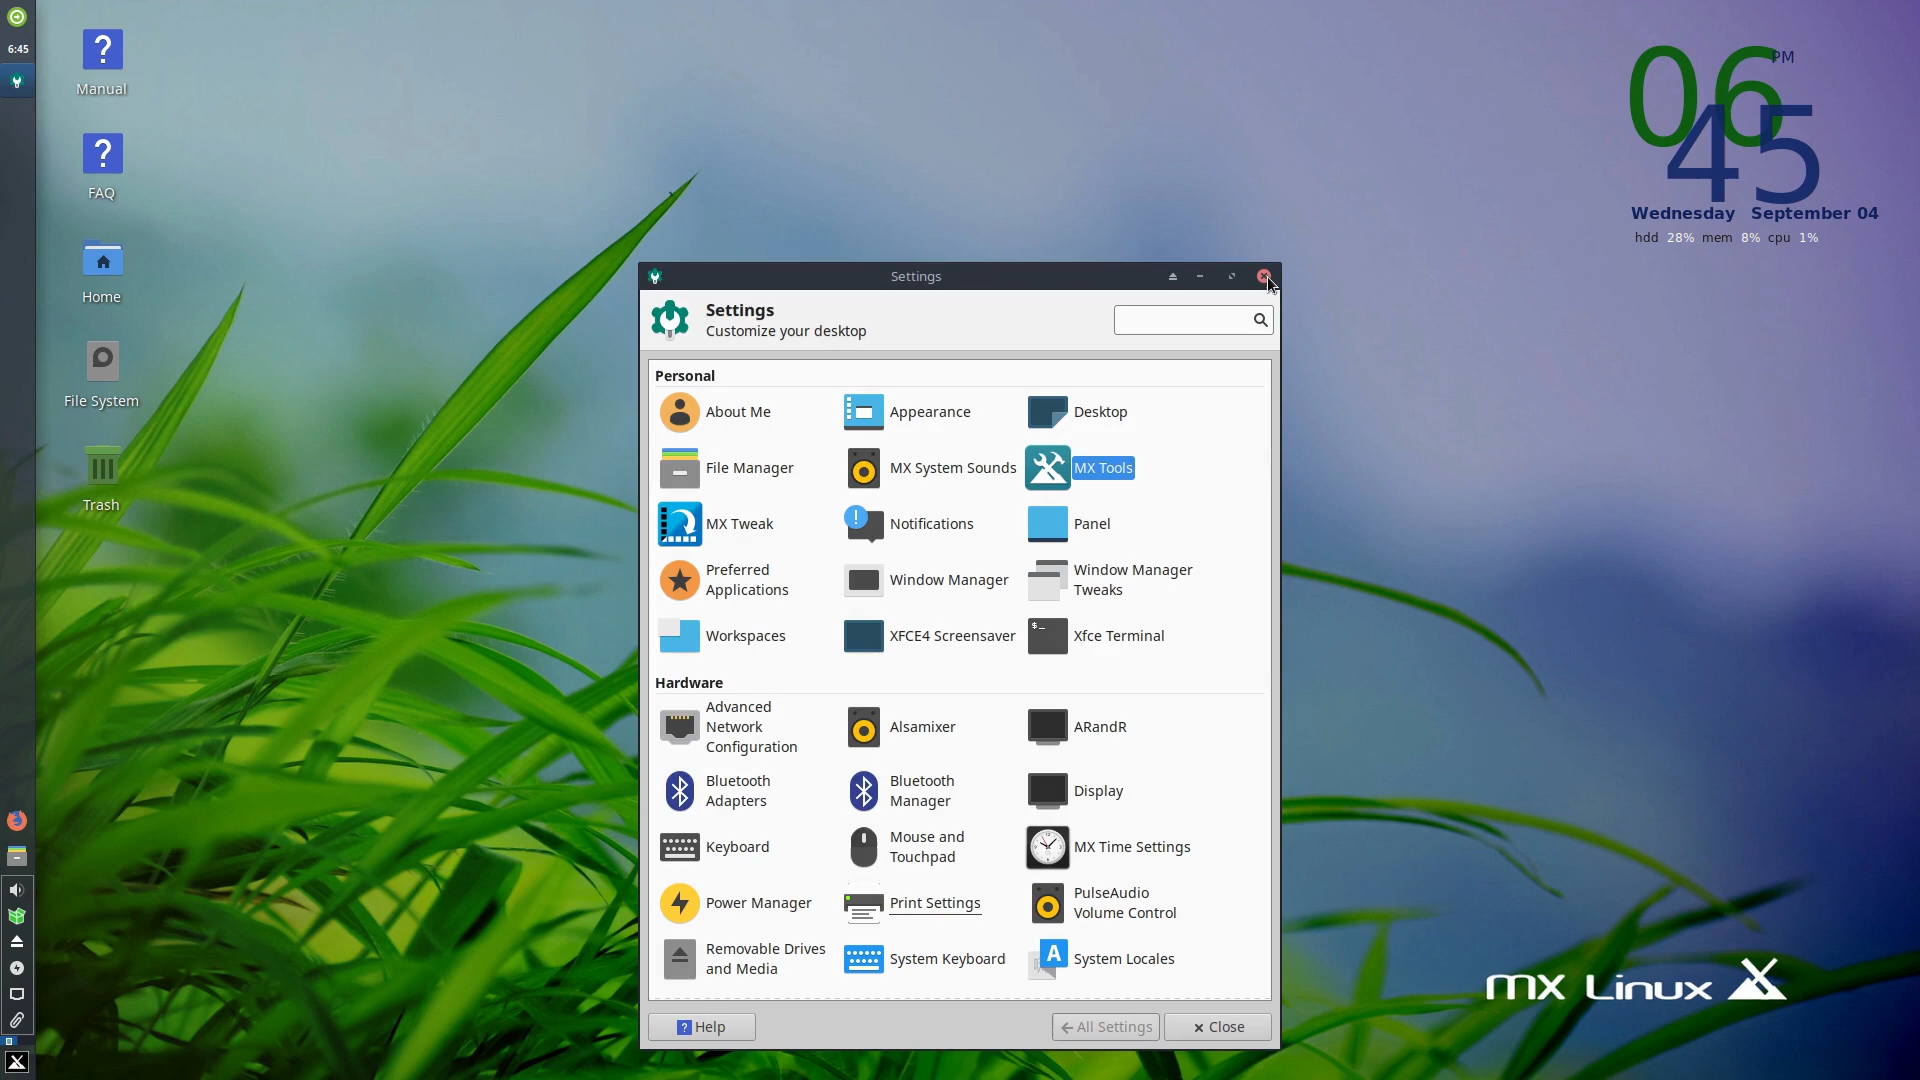 6:45
Manual
FAQ
Home
File System
Trash
06
PM
45
Wednesday September 04
hdd 28% mem 8% cpu 1%
Settings
Settings
Customize your desktop
Personal
About Me
Appearance
Desktop
File Manager
MX System Sounds
MX Tools
MX Tweak
Notifications
Panel
Preferred
Applications
Window Manager
Window Manager
Tweaks
Workspaces
XFCE4 Screensaver
Xfce Terminal
Hardware
Advanced
Network
Configuration
Alsamixer
ARandR
Bluetooth
Adapters
Bluetooth
Manager
Display
Keyboard
Mouse and
Touchpad
MX Time Settings
Power Manager
Print Settings
PulseAudio
Volume Control
Removable Drives
and Media
System Keyboard
System Locales
Help
All Settings
Close
MX Linux